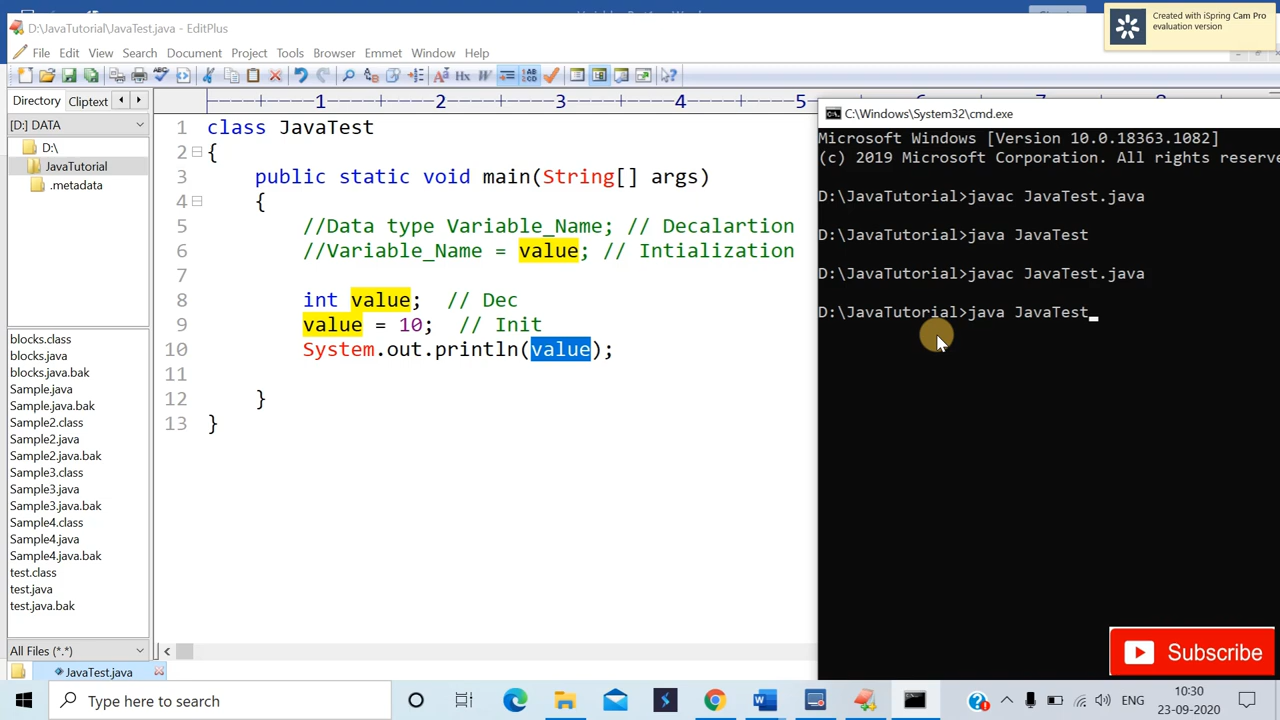 Created with iSpring Cam Pro
evaluation version
D:\JavaTutorial\JavaTest.java - EditPlus
File Edit View Search Document Project Tools Browser Emmet Window Help
Directory Cliptext
[D:] DATA
D:\
JavaTutorial
.metadata
blocks.class
blocks.java
blocks.java.bak
Sample.java
Sample.java.bak
Sample2.class
Sample2.java
Sample2.java.bak
Sample3.class
Sample3.java
Sample3.java.bak
Sample4.class
Sample4.java
Sample4.java.bak
test.class
test.java
test.java.bak
All Files (*.*)
JavaTest.java
----+----1----+----2----+----3----+----4----+----5
1 class JavaTest
2 {
3 public static void main(String[] args)
4 {
5 //Data type Variable_Name; // Decalartion
6 //Variable_Name = value; // Intialization
7
8 int value; // Dec
9 value = 10; // Init
10 System.out.println(value);
11
12 }
13 }
C:\Windows\System32\cmd.exe
Microsoft Windows [Version 10.0.18363.1082]
(c) 2019 Microsoft Corporation. All rights reserve
D:\JavaTutorial>javac JavaTest.java
D:\JavaTutorial>java JavaTest
D:\JavaTutorial>javac JavaTest.java
D:\JavaTutorial>java JavaTest_
Subscribe
Type here to search
ENG
10:30
23-09-2020